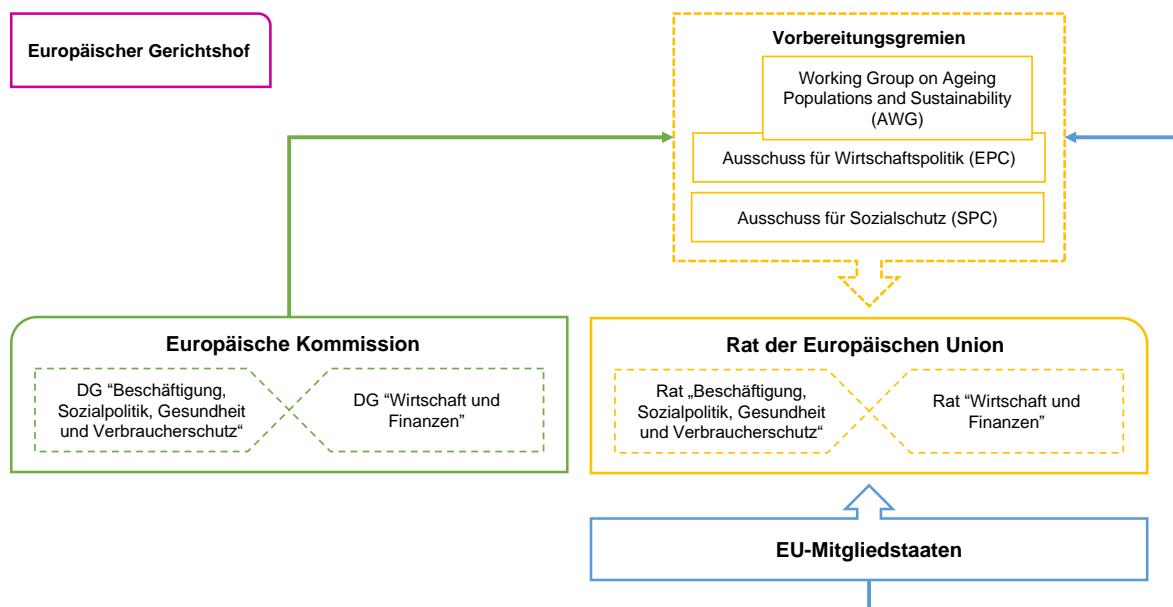 Europäischer Gerichtshof
Vorbereitungsgremien
Working Group on Ageing
Populations and Sustainability
(AWG)
Ausschuss für Wirtschaftspolitik (EPC)
Ausschuss für Sozialschutz (SPC)
Europäische Kommission
DG “Beschäftigung,
Sozialpolitik, Gesundheit
und Verbraucherschutz“
DG “Wirtschaft und
Finanzen”
Rat der Europäischen Union
Rat „Beschäftigung,
Sozialpolitik, Gesundheit
und Verbraucherschutz“
Rat “Wirtschaft und
Finanzen”
EU-Mitgliedstaaten